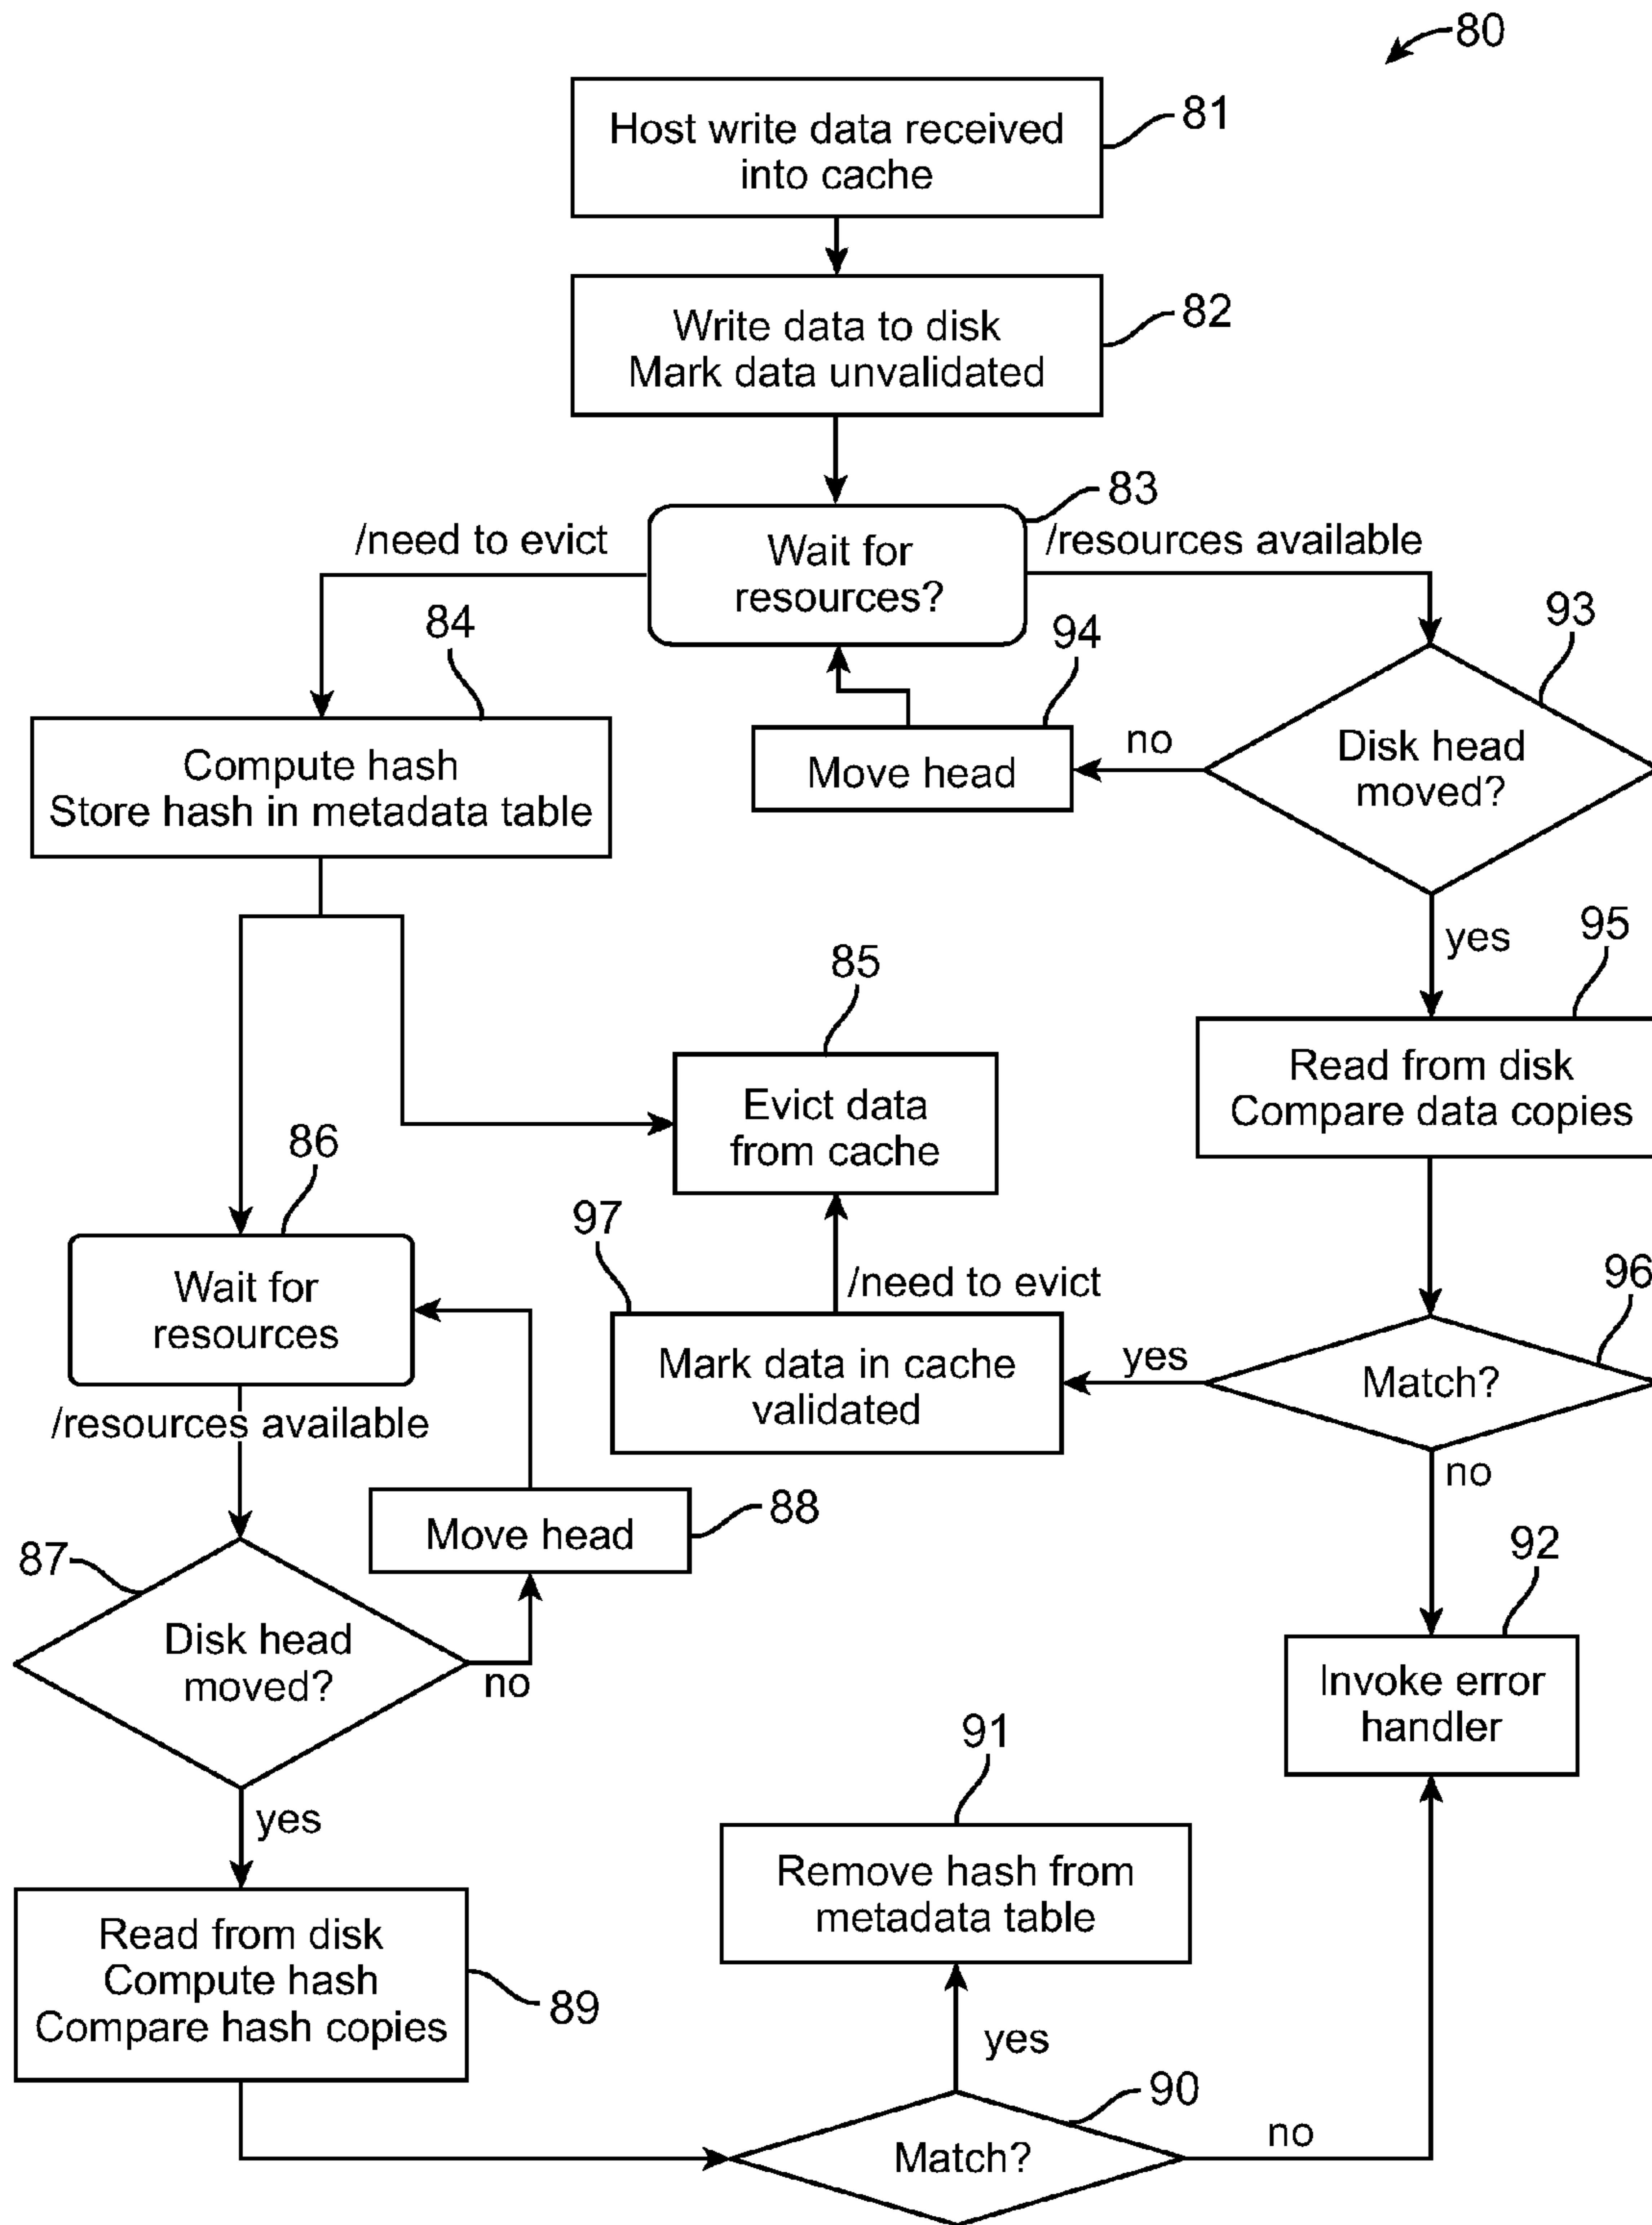 80
Host write data received
into cache
81
Write data to disk
Mark data unvalidated
82
83
/need to evict
Wait for
resources?
/resources available
84
94
93
Compute hash
Store hash in metadata table
Move head
no
Disk head
moved?
yes
95
85
Evict data
from cache
Read from disk
Compare data copies
86
97
/need to evict
96
Wait for
resources
Mark data in cache
validated
yes
Match?
no
/resources available
88
Move head
87
92
Disk head
moved?
no
Invoke error
handler
91
yes
Remove hash from
metadata table
Read from disk
Compute hash
Compare hash copies
89
yes
90
Match?
no